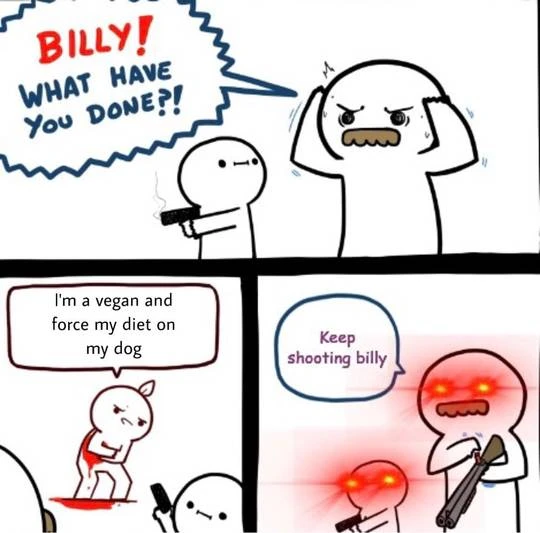 BILLY!
WHAT HAVE
YOU DONE?!
I'm a vegan and
force my diet on
my dog
Keep
shooting billy